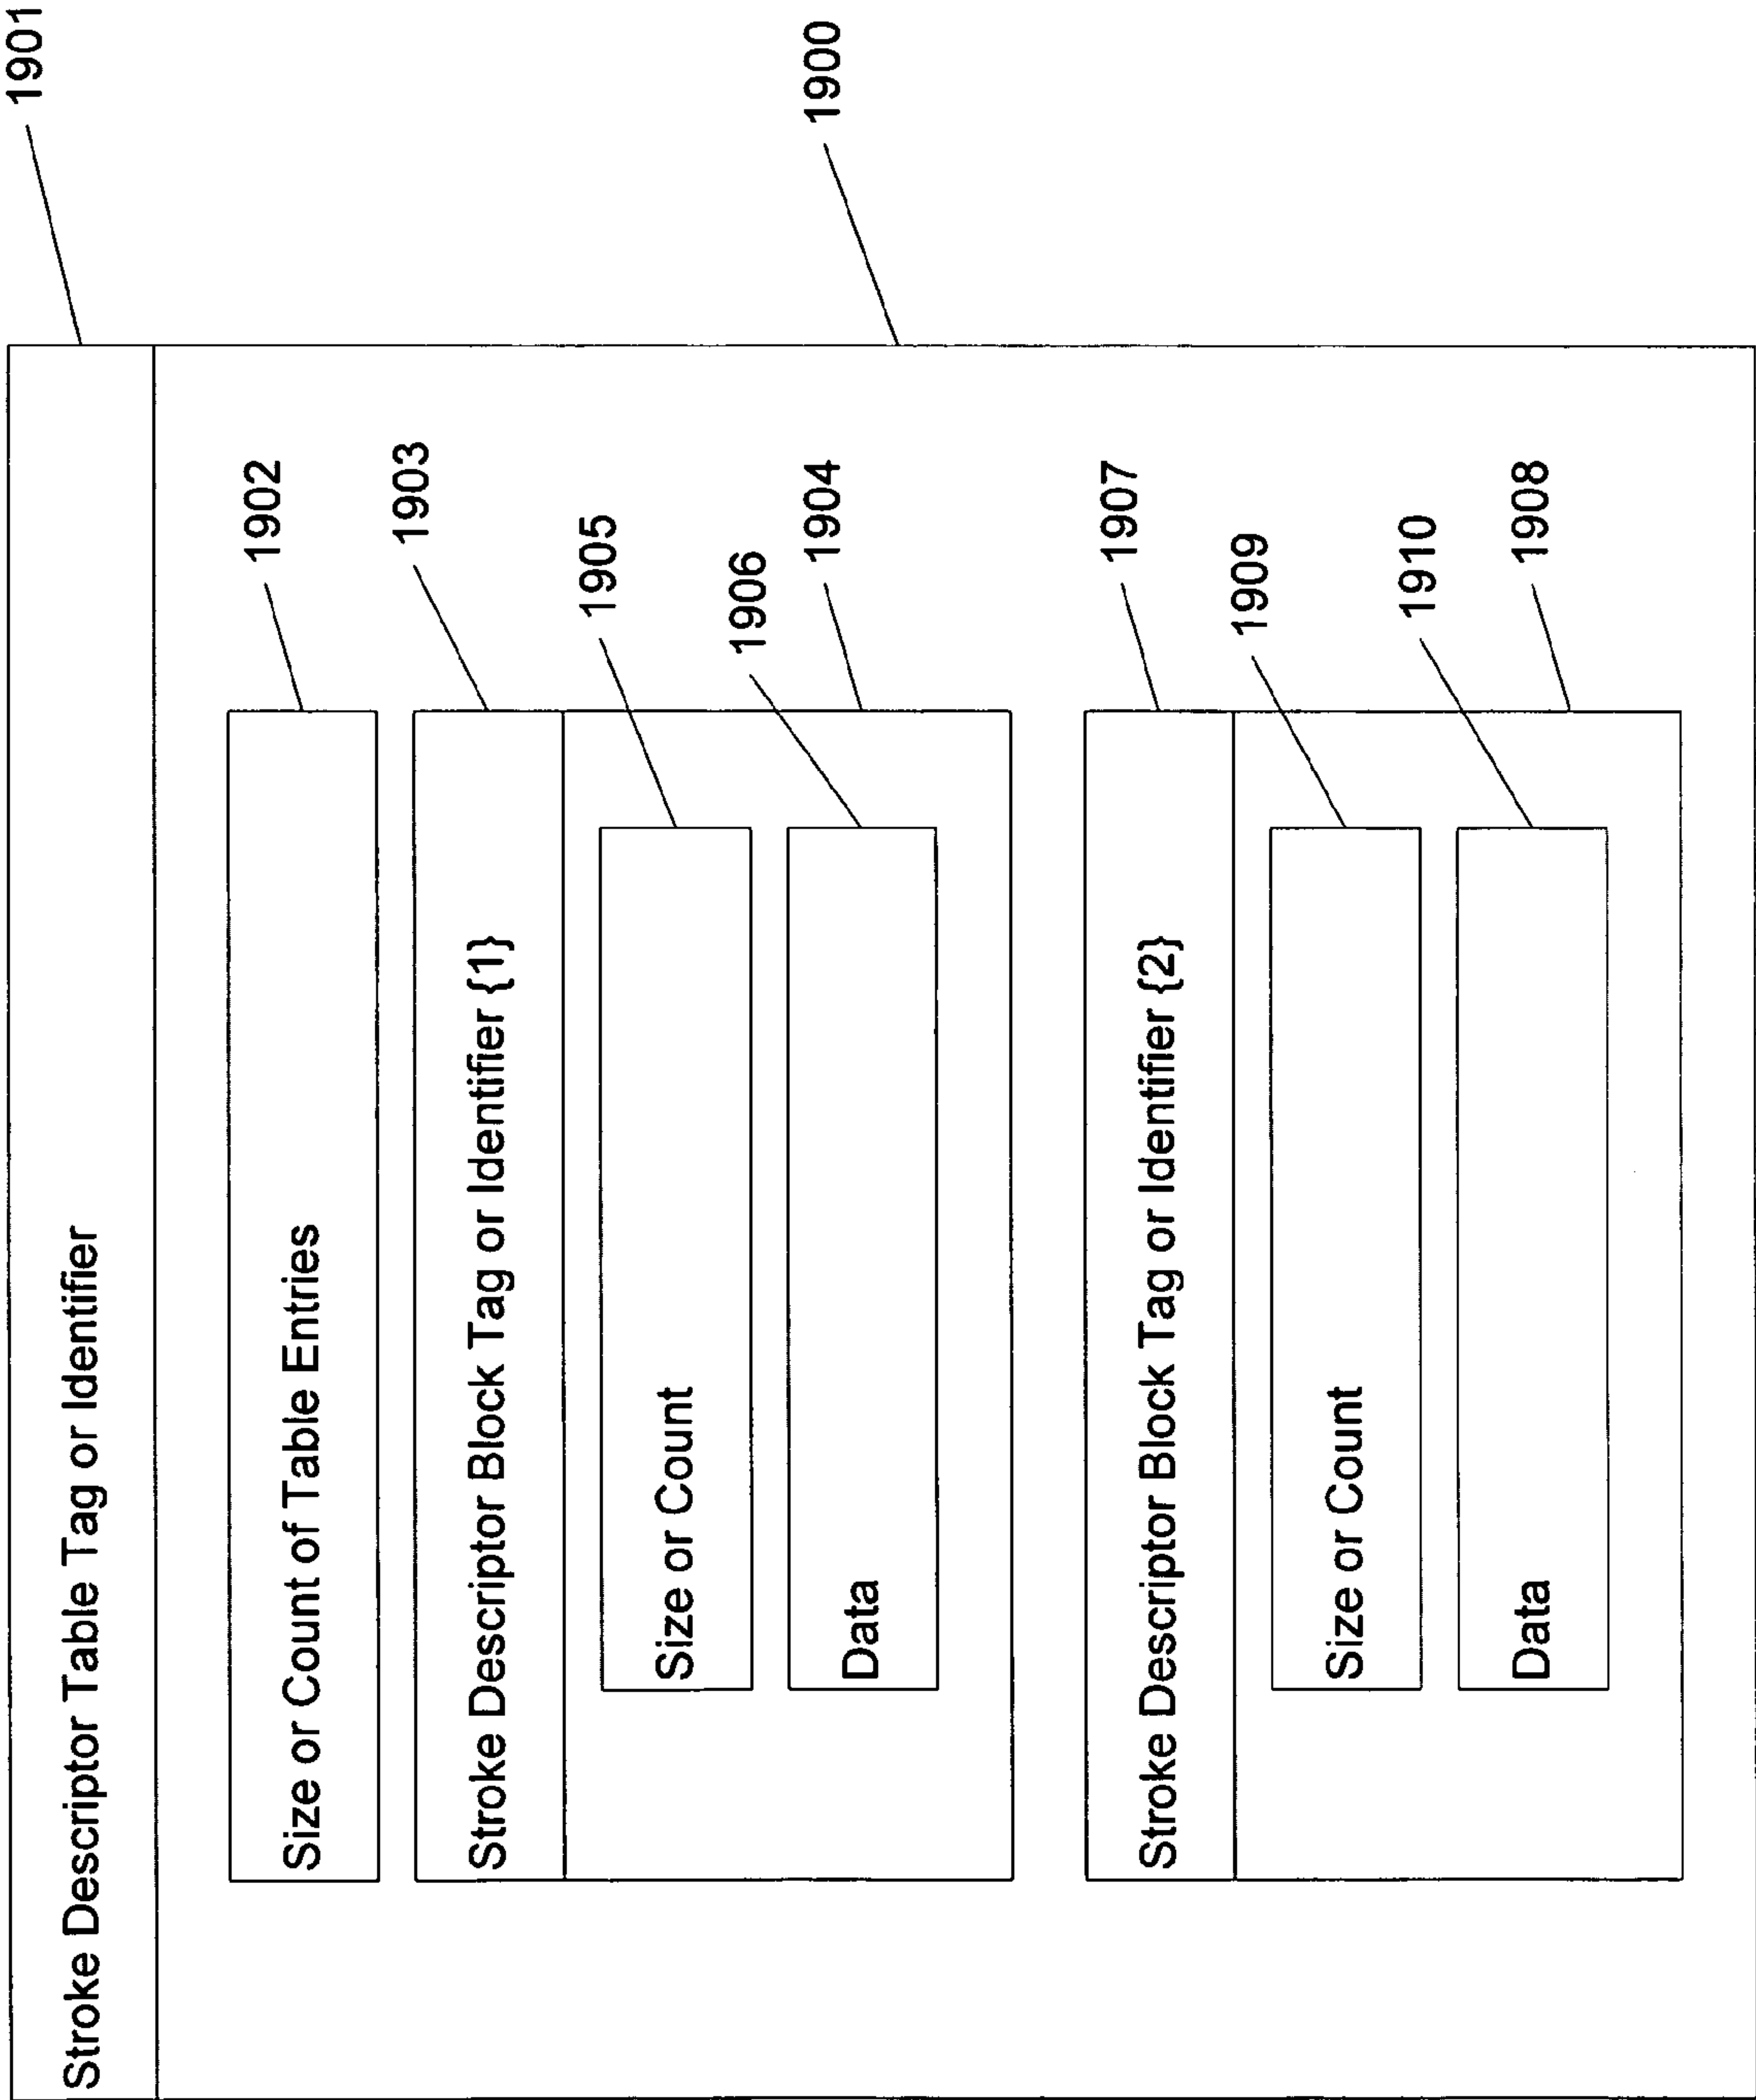 Stroke Descriptor Table Tag or Identifier
1901
1900
Size or Count of Table Entries
1902
Stroke Descriptor Block Tag or Identifier {1}
1903
Size or Count
1905
Data
1906
1904
Stroke Descriptor Block Tag or Identifier {2}
1907
Size or Count
1909
Data
1910
1908